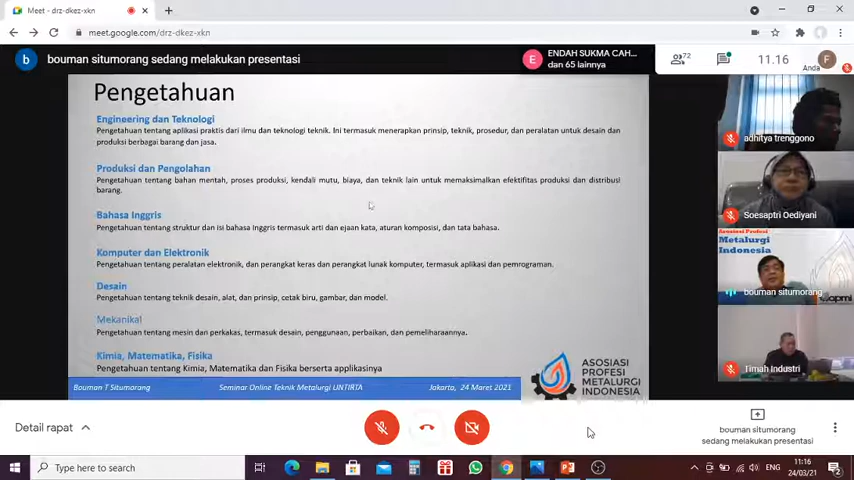 Meet - drz-dkez-xkn
meet.google.com/drz-dkez-xkn
b
bouman situmorang sedang melakukan presentasi
E
ENDAH SUKMA CAH...
dan 65 lainnya
72
11.16
F
Anda
Pengetahuan
Engineering dan Teknologi
Pengetahuan tentang aplikasi praktis dari ilmu dan teknologi teknik. Ini termasuk menerapkan prinsip, teknik, prosedur, dan peralatan untuk desain dan
produksi berbagai barang dan jasa.
Produksi dan Pengolahan
Pengetahuan tentang bahan mentah, proses produksi, kendali mutu, biaya, dan teknik lain untuk memaksimalkan efektifitas produksi dan distribusi
barang.
Bahasa Inggris
Pengetahuan tentang struktur dan isi bahasa Inggris termasuk arti dan ejaan kata, aturan komposisi, dan tata bahasa.
Komputer dan Elektronik
Pengetahuan tentang peralatan elektronik, dan perangkat keras dan perangkat lunak komputer, termasuk aplikasi dan pemrograman.
Desain
Pengetahuan tentang teknik desain, alat, dan prinsip, cetak biru, gambar, dan model.
Mekanikal
Pengetahuan tentang mesin dan perkakas, termasuk desain, penggunaan, perbaikan, dan pemeliharaannya.
Kimia, Matematika, Fisika
Pengetahuan tentang Kimia, Matematika dan Fisika berserta applikasinya
Bouman T Situmorang
Seminar Online Teknik Metalurgi UNTIRTA
Jakarta, 24 Maret 2021
ASOSIASI
PROFESI
METALURGI
INDONESIA
adhitya trenggono
Soesaptri Oediyani
Asosiasi Profesi
Metalurgi
Indonesia
apmi
bouman situmorang
Timah Industri
Detail rapat
bouman situmorang
sedang melakukan presentasi
Type here to search
ENG
11:16
24/03/21
2